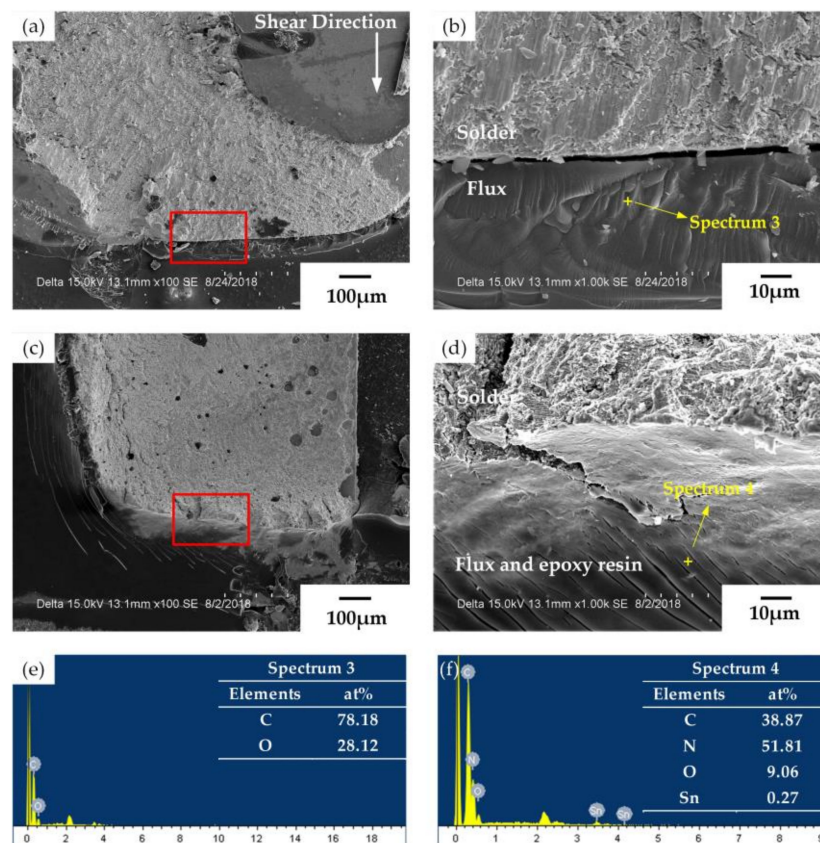 (a)
Shear Direction
Delta 15.0kV 13.1mm x100 SE 8/24/2018
100μm
(b)
Solder
Flux
Spectrum 3
Delta 15.0kV 13.1mm x1.00k SE 8/24/2018
10μm
(c)
Delta 15.0kV 13.1mm x100 SE 8/2/2018
100μm
(d)
Solder
Spectrum 4
Flux and epoxy resin
Delta 15.0kV 13.1mm x1.00k SE 8/2/2018
10μm
(e)
Spectrum 3
Elements at%
C 78.18
O 28.12
C
O
0 2 4 6 8 10 12 14 16 18
(f)
Spectrum 4
Elements at%
C 38.87
N 51.81
O 9.06
Sn 0.27
C
N
O
Sn Sn
0 1 2 3 4 5 6 7 8 9